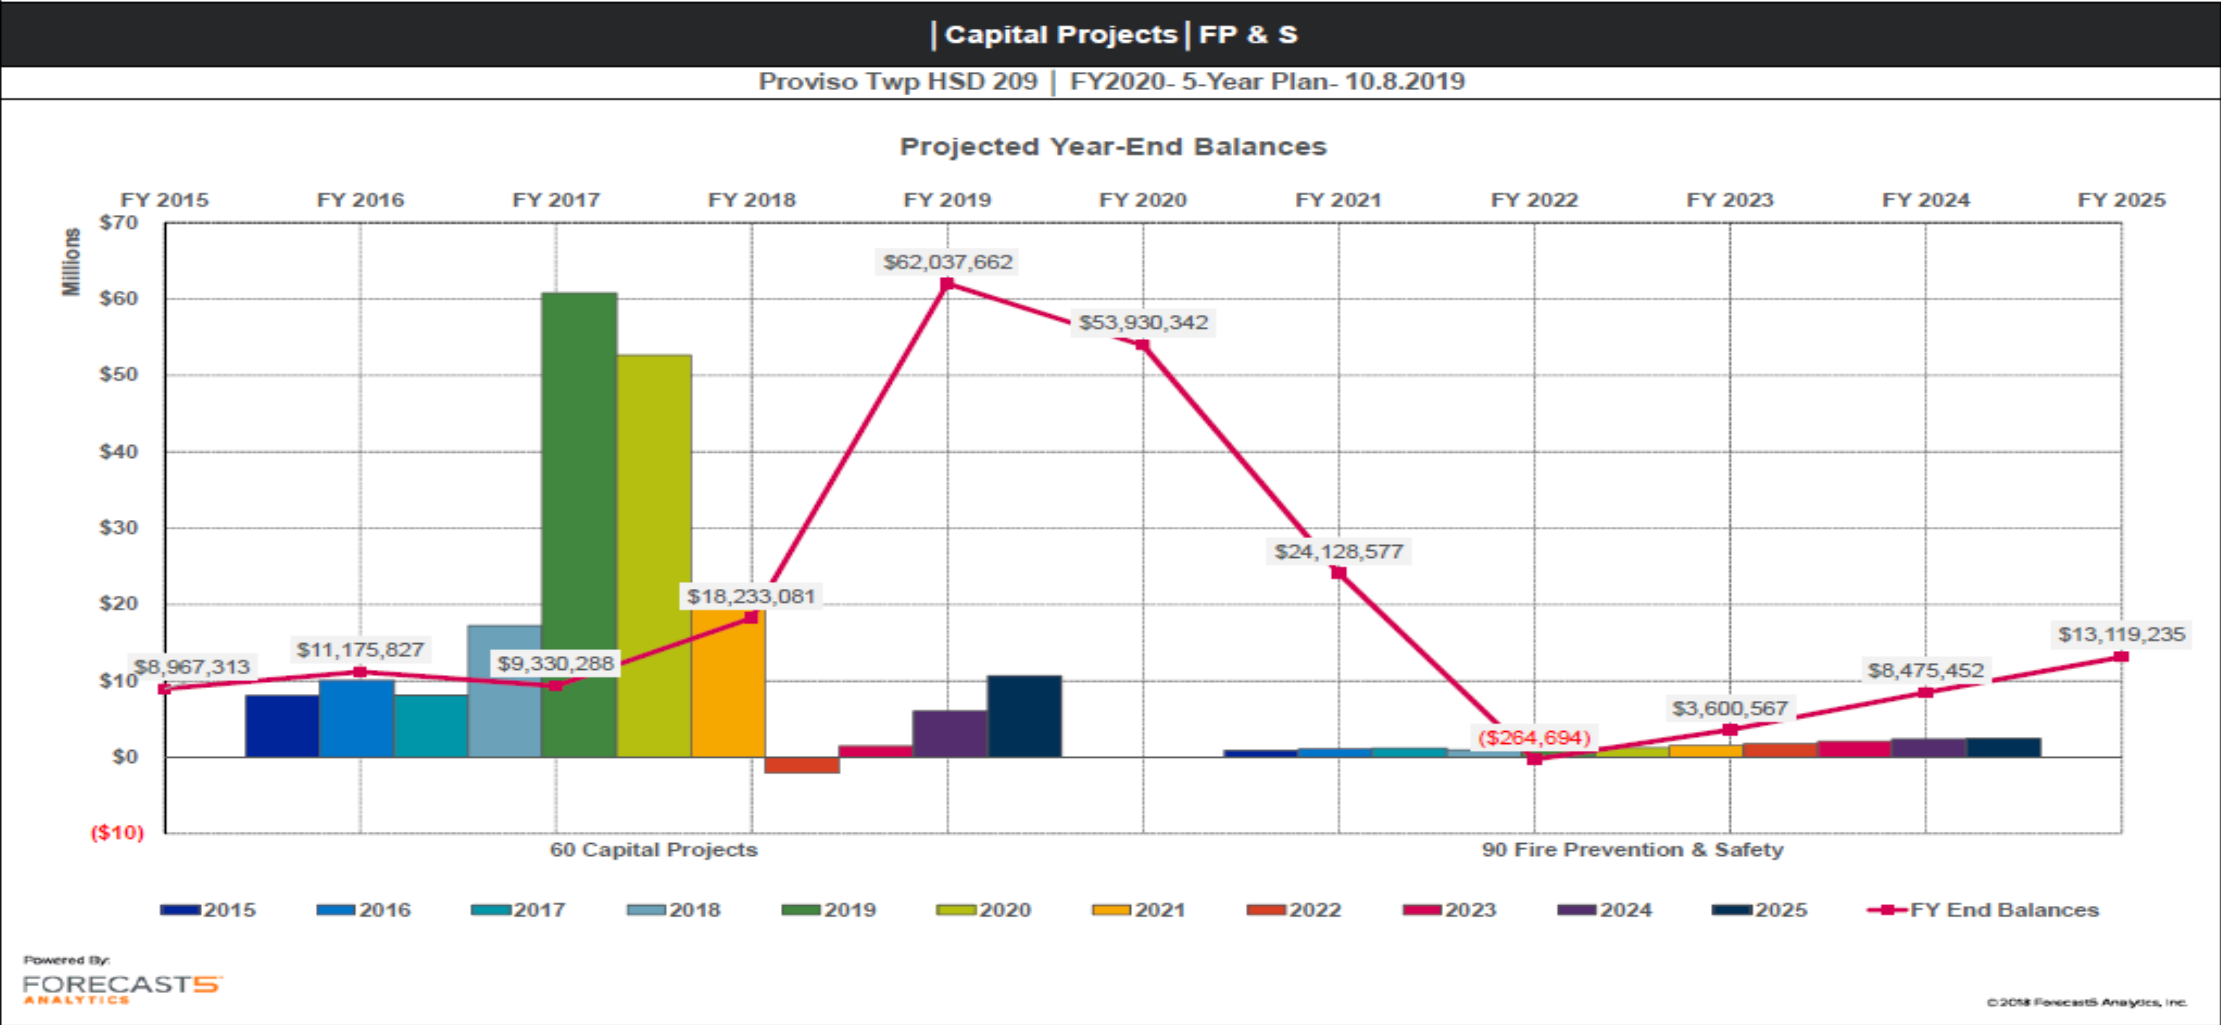 |Capital Projects|FP & S
Proviso Twp HSD 209 | FY2020- 5-Year Plan- 10.8.2019
Projected Year-End Balances
FY 2015 FY 2016 FY 2017 FY 2018 FY 2019 FY 2020 FY 2021 FY 2022 FY 2023 FY 2024 FY 2025
Millions
$70
$60
$50
$40
$30
$20
$10
$0
($10)
$8,967,313
$11,175,827
$9,330,288
$18,233,081
$62,037,662
$53,930,342
$24,128,577
($264,694)
$3,600,567
$8,475,452
$13,119,235
60 Capital Projects 90 Fire Prevention & Safety
2015 2016 2017 2018 2019 2020 2021 2022 2023 2024 2025 FY End Balances
Powered By:
FORECAST5
ANALYTICS
©2018 Forecast5 Analytics, Inc.